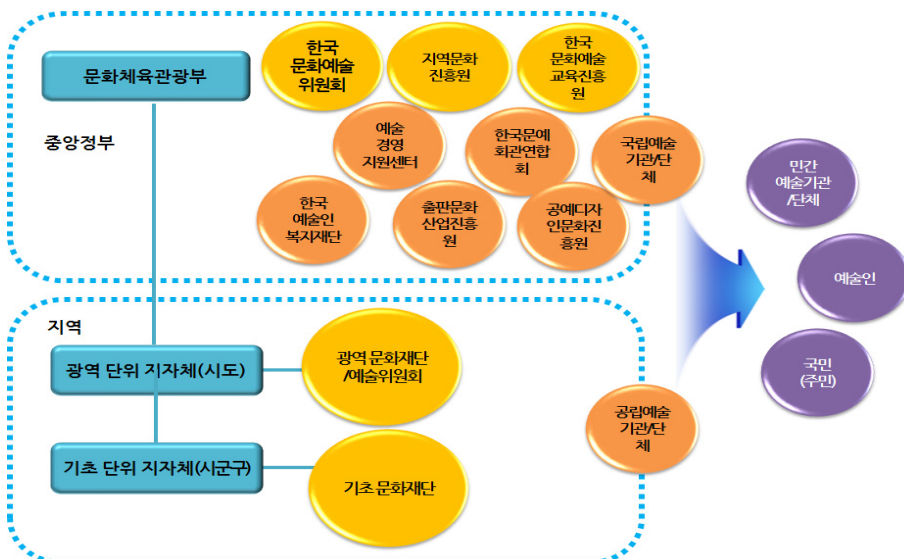 한국
문화예술
위원회
지역문화
진흥원
한국
문화예술
교육진흥
원
문화체육관광부
중앙정부
예술
경영
지원센터
한국문예
회관연합
회
국립예술
기관/단
체
민간
예술기관
/단체
한국
예술인
복지재단
출판문화
산업진흥
원
공예디자
인문화진
흥원
예술인
지역
광역 단위 지자체(시도)
광역 문화재단
/예술위원회
국민
(주민)
공립예술
기관/단
체
기초 단위 지자체(시군구)
기초 문화재단